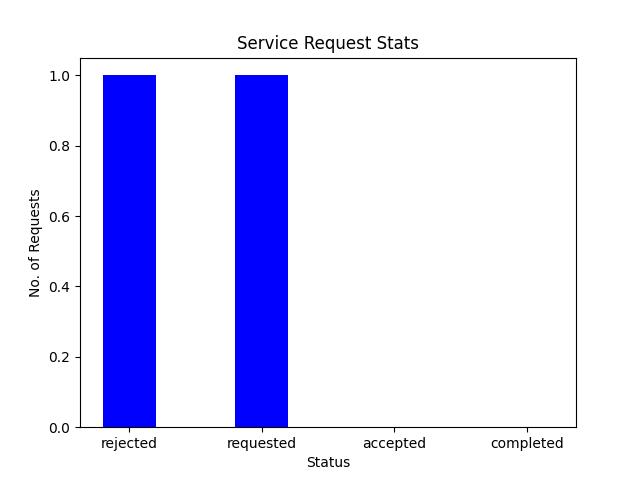 Service Request Stats
1.0
0.8
0.6
0.4
0.2
0.0
No. of Requests
rejected requested accepted completed
Status